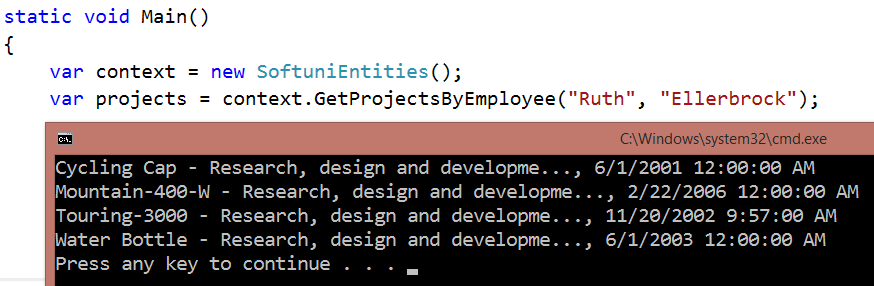 static void Main()
{
var context = new SoftuniEntities();
var projects = context.GetProjectsByEmployee("Ruth", "Ellerbrock");
C:\Windows\system32\cmd.exe
Cycling Cap - Research, design and developme..., 6/1/2001 12:00:00 AM
Mountain-400-W - Research, design and developme..., 2/22/2006 12:00:00 AM
Touring-3000 - Research, design and developme..., 11/20/2002 9:57:00 AM
Water Bottle - Research, design and developme..., 6/1/2003 12:00:00 AM
Press any key to continue . . .